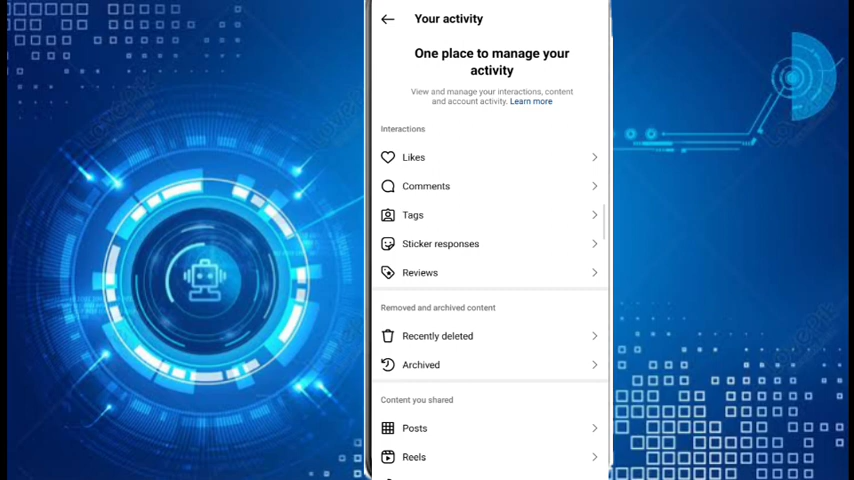 Your activity
One place to manage your
activity
View and manage your interactions, content
and account activity. Learn more
Interactions
Likes
Comments
Tags
Sticker responses
Reviews
Removed and archived content
Recently deleted
Archived
Content you shared
Posts
Reels